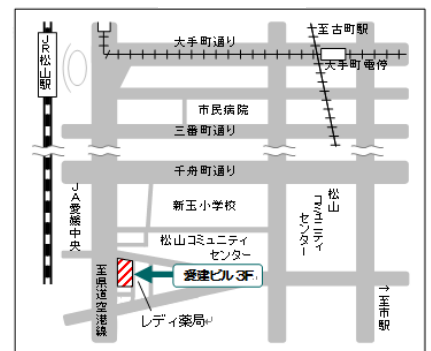 至古町駅
大手町通り
大手町電停
JR松山駅
市民病院
三番町通り
千舟町通り
JA愛媛中央
新玉小学校
松山
コミュニティ
センター
松山コミュニティ
センター
愛建ビル3F
至県道空港線
レディ薬局
→至市駅